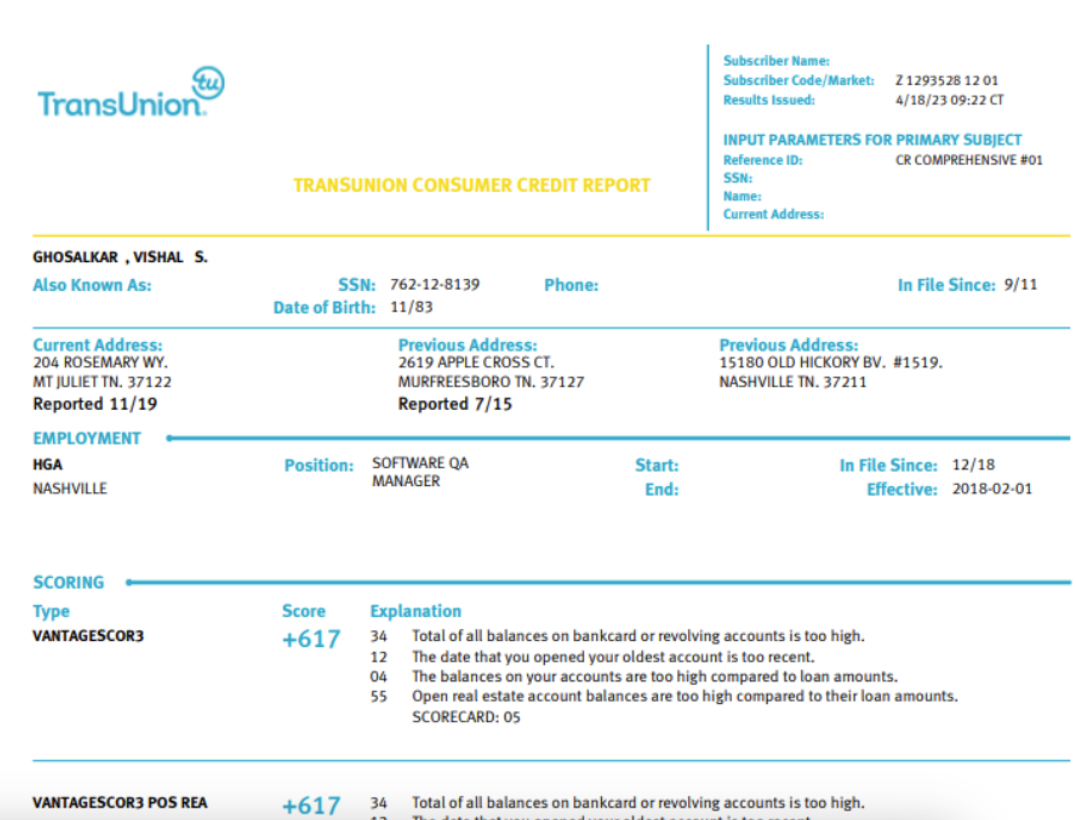 Subscriber Name:
Subscriber Code/Market: Z 1293528 12 01
Results Issued: 4/18/23 09:22 CT
tu
TransUnion.
INPUT PARAMETERS FOR PRIMARY SUBJECT
Reference ID: CR COMPREHENSIVE #01
SSN:
Name:
Current Address:
TRANSUNION CONSUMER CREDIT REPORT
GHOSALKAR , VISHAL S.
Also Known As: SSN: 762-12-8139 Phone: In File Since: 9/11
Date of Birth: 11/83
Current Address: Previous Address: Previous Address:
204 ROSEMARY WY. 2619 APPLE CROSS CT. 15180 OLD HICKORY BV. #1519.
MT JULIET TN. 37122 MURFREESBORO TN. 37127 NASHVILLE TN. 37211
Reported 11/19 Reported 7/15
EMPLOYMENT
HGA Position: SOFTWARE QA Start: In File Since: 12/18
NASHVILLE MANAGER End: Effective: 2018-02-01
SCORING
Type Score Explanation
VANTAGESCOR3 +617 34 Total of all balances on bankcard or revolving accounts is too high.
12 The date that you opened your oldest account is too recent.
04 The balances on your accounts are too high compared to loan amounts.
55 Open real estate account balances are too high compared to their loan amounts.
SCORECARD: 05
VANTAGESCOR3 POS REA +617 34 Total of all balances on bankcard or revolving accounts is too high.